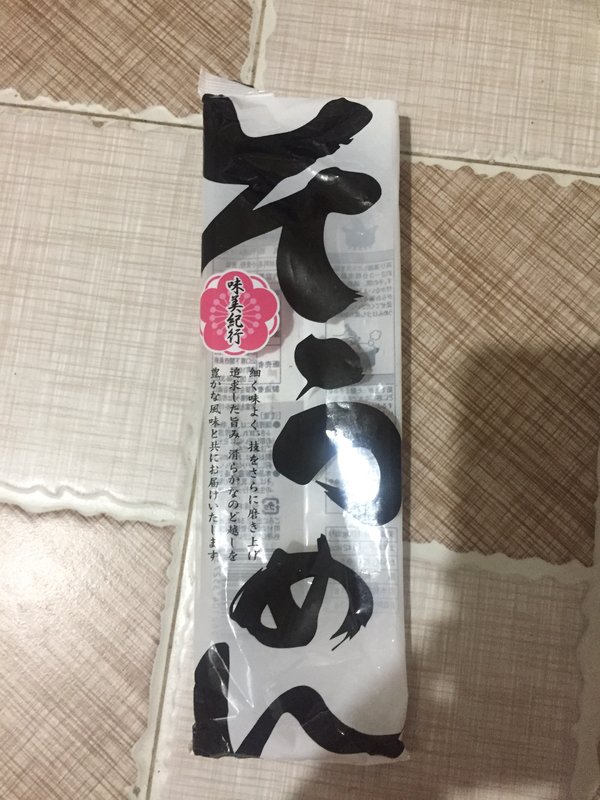 そうめん
味美紀行
細く味よく、技をさらに磨き上げ
追求した旨み、滑らかなのど越しを
豊かな風味と共にお届けいたします